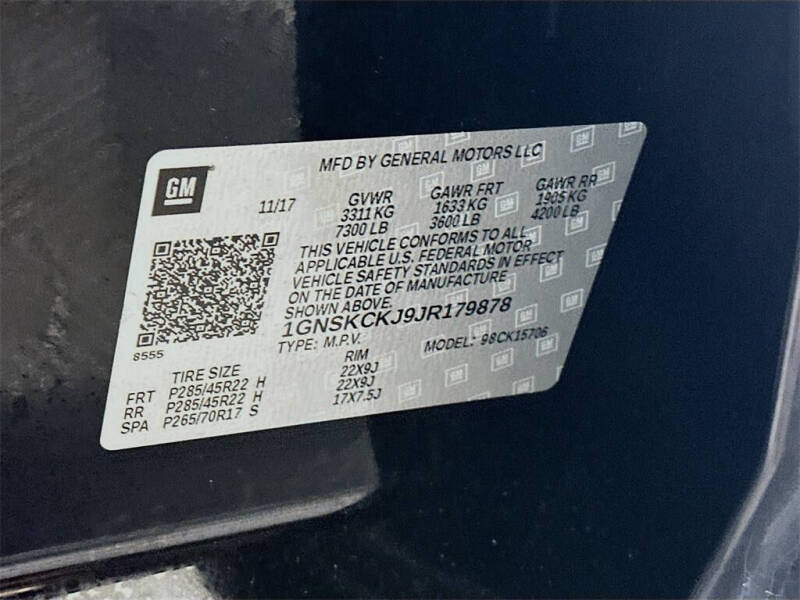 GM
MFD BY GENERAL MOTORS LLC
11/17
GVWR GAWR FRT GAWR RR
3311 KG 1633 KG 1905 KG
7300 LB 3600 LB 4200 LB
THIS VEHICLE CONFORMS TO ALL
APPLICABLE U.S. FEDERAL MOTOR
VEHICLE SAFETY STANDARDS IN EFFECT
ON THE DATE OF MANUFACTURE
SHOWN ABOVE.
1GNSKCKJ9JR179878
8555
TYPE: M.P.V. MODEL: 98CK15706
TIRE SIZE RIM
FRT P285/45R22 H 22X9J
RR P285/45R22 H 22X9J
SPA P265/70R17 S 17X7.5J